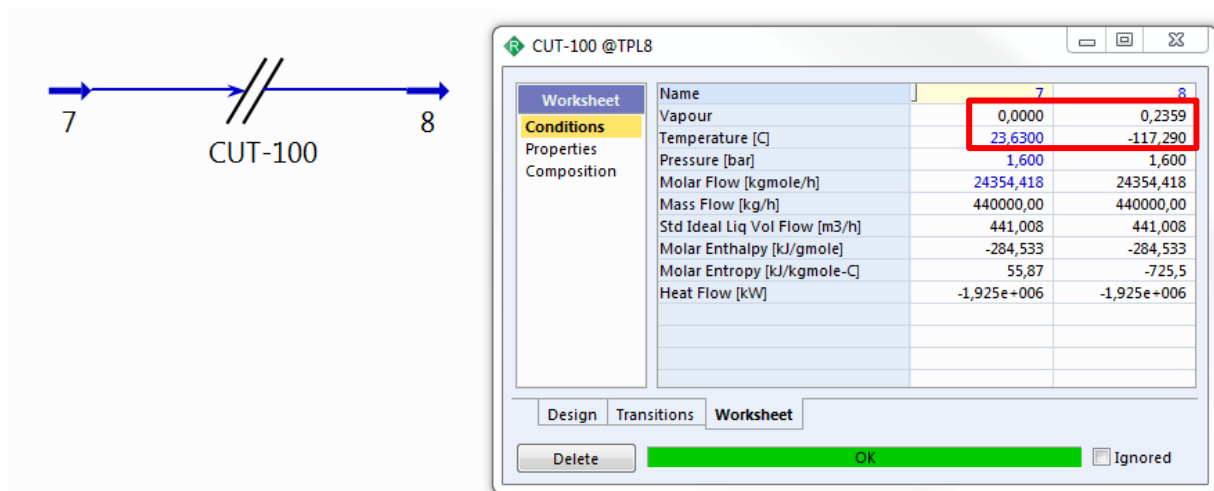 7
8
CUT-100
CUT-100 @TPL8
Worksheet
Conditions
Properties
Composition
Name 7 8
Vapour 0,0000 0,2359
Temperature [C] 23,6300 -117,290
Pressure [bar] 1,600 1,600
Molar Flow [kgmole/h] 24354,418 24354,418
Mass Flow [kg/h] 440000,00 440000,00
Std Ideal Liq Vol Flow [m3/h] 441,008 441,008
Molar Enthalpy [kJ/gmole] -284,533 -284,533
Molar Entropy [kJ/kgmole-C] 55,87 -725,5
Heat Flow [kW] -1,925e+006 -1,925e+006
Design Transitions Worksheet
Delete OK Ignored